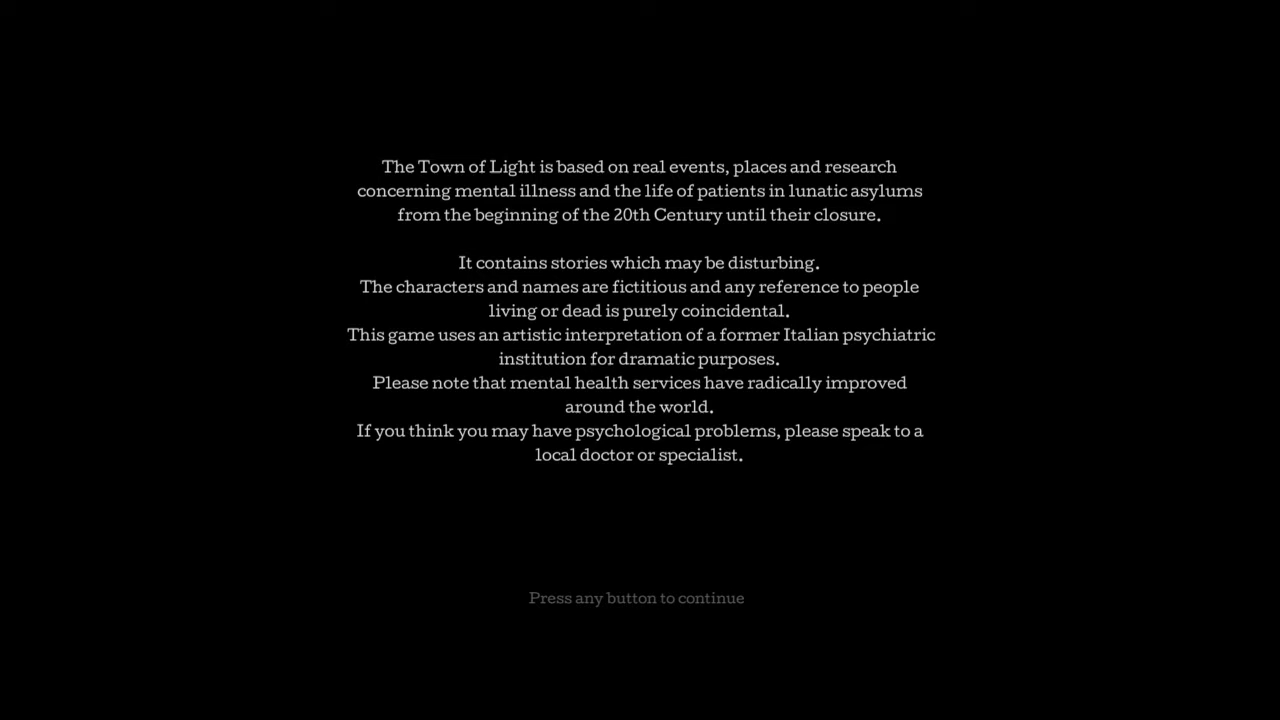 The Town of Light is based on real events, places and research
concerning mental illness and the life of patients in lunatic asylums
from the beginning of the 20th Century until their closure.
It contains stories which may be disturbing.
The characters and names are fictitious and any reference to people
living or dead is purely coincidental.
This game uses an artistic interpretation of a former Italian psychiatric
institution for dramatic purposes.
Please note that mental health services have radically improved
around the world.
If you think you may have psychological problems, please speak to a
local doctor or specialist.
Press any button to continue